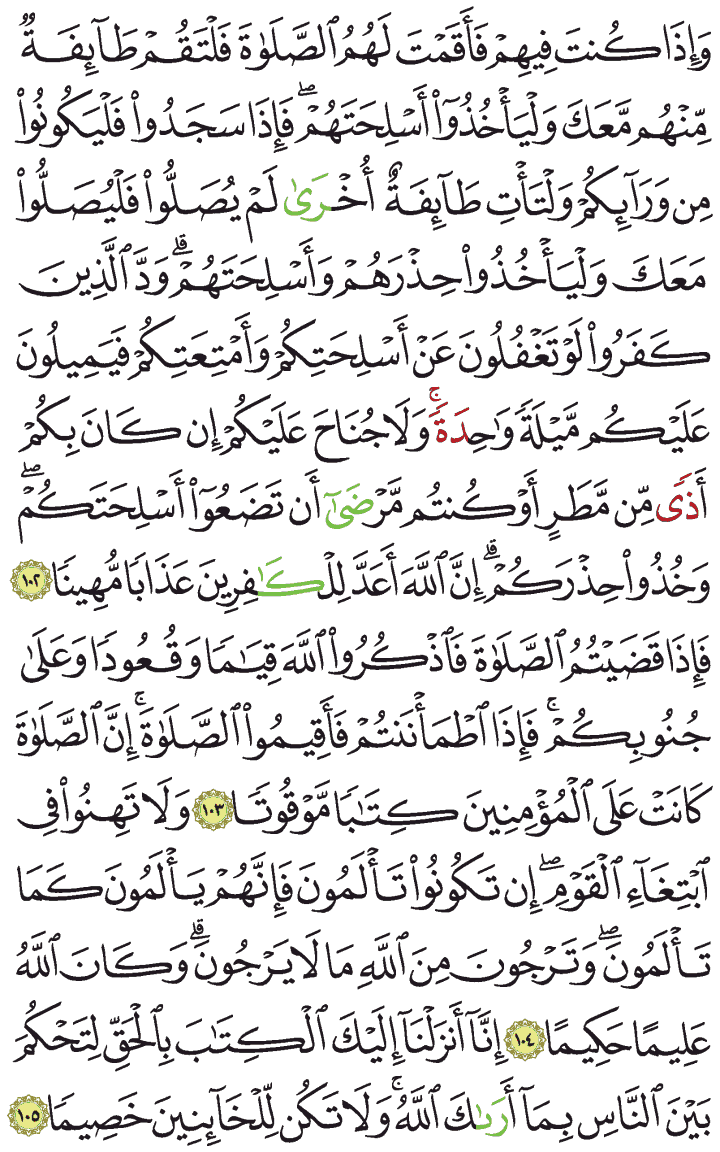 وَإِذَا كُنتَ فِيهِمْ فَأَقَمْتَ لَهُمُ ٱلصَّلَوٰةَ فَلْتَقُمْ طَآئِفَةٌ
مِّنْهُم مَّعَكَ وَلْيَأْخُذُوٓا۟ أَسْلِحَتَهُمْ ۖ فَإِذَا سَجَدُوا۟ فَلْيَكُونُوا۟
مِن وَرَآئِكُمْ وَلْتَأْتِ طَآئِفَةٌ أُخْرَىٰ لَمْ يُصَلُّوا۟ فَلْيُصَلُّوا۟
مَعَكَ وَلْيَأْخُذُوا۟ حِذْرَهُمْ وَأَسْلِحَتَهُمْ ۗ وَدَّ ٱلَّذِينَ
كَفَرُوا۟ لَوْ تَغْفُلُونَ عَنْ أَسْلِحَتِكُمْ وَأَمْتِعَتِكُمْ فَيَمِيلُونَ
عَلَيْكُم مَّيْلَةً وَٰحِدَةً ۚ وَلَا جُنَاحَ عَلَيْكُمْ إِن كَانَ بِكُمْ
أَذًى مِّن مَّطَرٍ أَوْ كُنتُم مَّرْضَىٰٓ أَن تَضَعُوٓا۟ أَسْلِحَتَكُمْ ۖ
وَخُذُوا۟ حِذْرَكُمْ ۗ إِنَّ ٱللَّهَ أَعَدَّ لِلْكَـٰفِرِينَ عَذَابًا مُّهِينًا ١٠٢
فَإِذَا قَضَيْتُمُ ٱلصَّلَوٰةَ فَٱذْكُرُوا۟ ٱللَّهَ قِيَـٰمًا وَقُعُودًا وَعَلَىٰ
جُنُوبِكُمْ ۚ فَإِذَا ٱطْمَأْنَنتُمْ فَأَقِيمُوا۟ ٱلصَّلَوٰةَ ۚ إِنَّ ٱلصَّلَوٰةَ
كَانَتْ عَلَى ٱلْمُؤْمِنِينَ كِتَـٰبًا مَّوْقُوتًا ١٠٣ وَلَا تَهِنُوا۟ فِى
ٱبْتِغَآءِ ٱلْقَوْمِ ۖ إِن تَكُونُوا۟ تَأْلَمُونَ فَإِنَّهُمْ يَأْلَمُونَ كَمَا
تَأْلَمُونَ ۖ وَتَرْجُونَ مِنَ ٱللَّهِ مَا لَا يَرْجُونَ ۗ وَكَانَ ٱللَّهُ
عَلِيمًا حَكِيمًا ١٠٤ إِنَّآ أَنزَلْنَآ إِلَيْكَ ٱلْكِتَـٰبَ بِٱلْحَقِّ لِتَحْكُمَ
بَيْنَ ٱلنَّاسِ بِمَآ أَرَىٰكَ ٱللَّهُ ۚ وَلَا تَكُن لِّلْخَآئِنِينَ خَصِيمًا ١٠٥